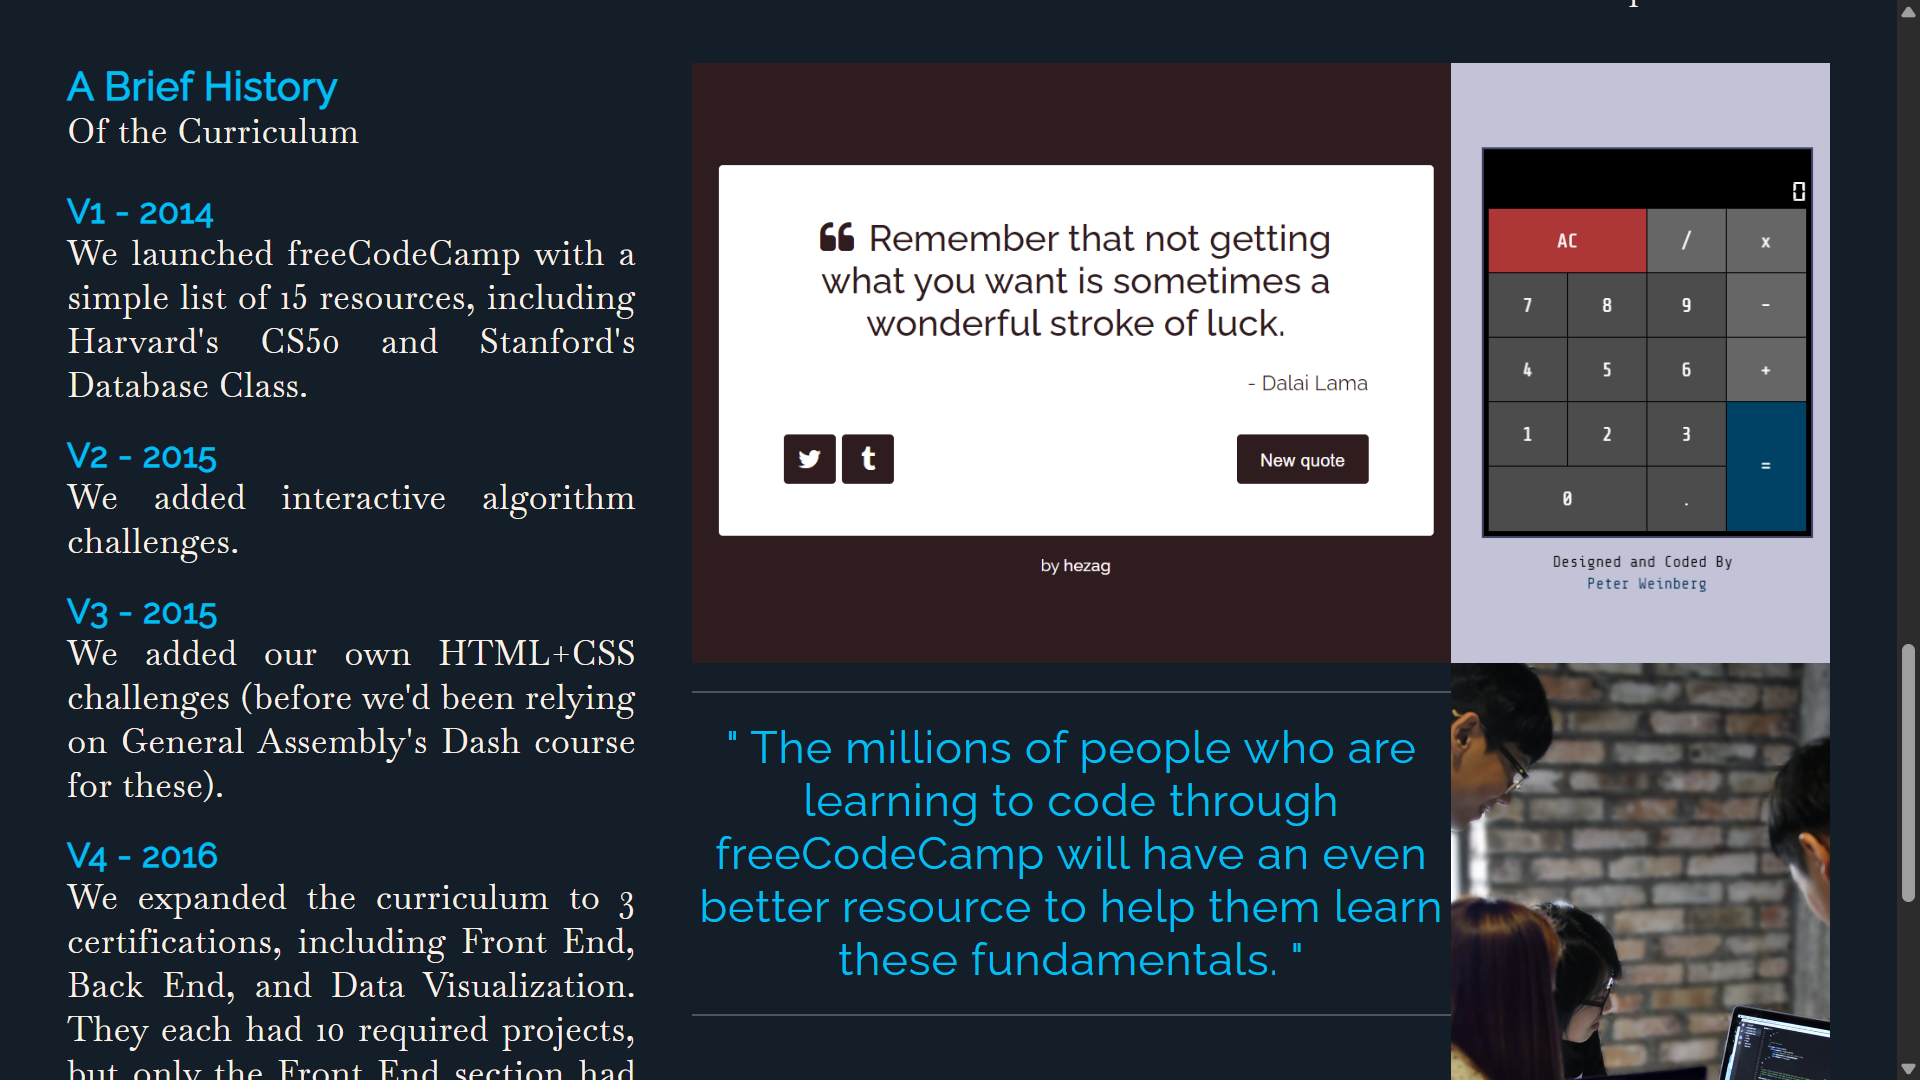 A Brief History
Of the Curriculum
V1 - 2014
We launched freeCodeCamp with a
simple list of 15 resources, including
Harvard's CS50 and Stanford's
Database Class.
V2 - 2015
We added interactive algorithm
challenges.
V3 - 2015
We added our own HTML+CSS
challenges (before we'd been relying
on General Assembly's Dash course
for these).
V4 - 2016
We expanded the curriculum to 3
certifications, including Front End,
Back End, and Data Visualization.
They each had 10 required projects,
but only the Front End section had
❝ Remember that not getting
what you want is sometimes a
wonderful stroke of luck.
- Dalai Lama
t
New quote
by hezag
0
AC / x
7 8 9 -
4 5 6 +
1 2 3
=
0 .
Designed and Coded By
Peter Weinberg
" The millions of people who are
learning to code through
freeCodeCamp will have an even
better resource to help them learn
these fundamentals. "